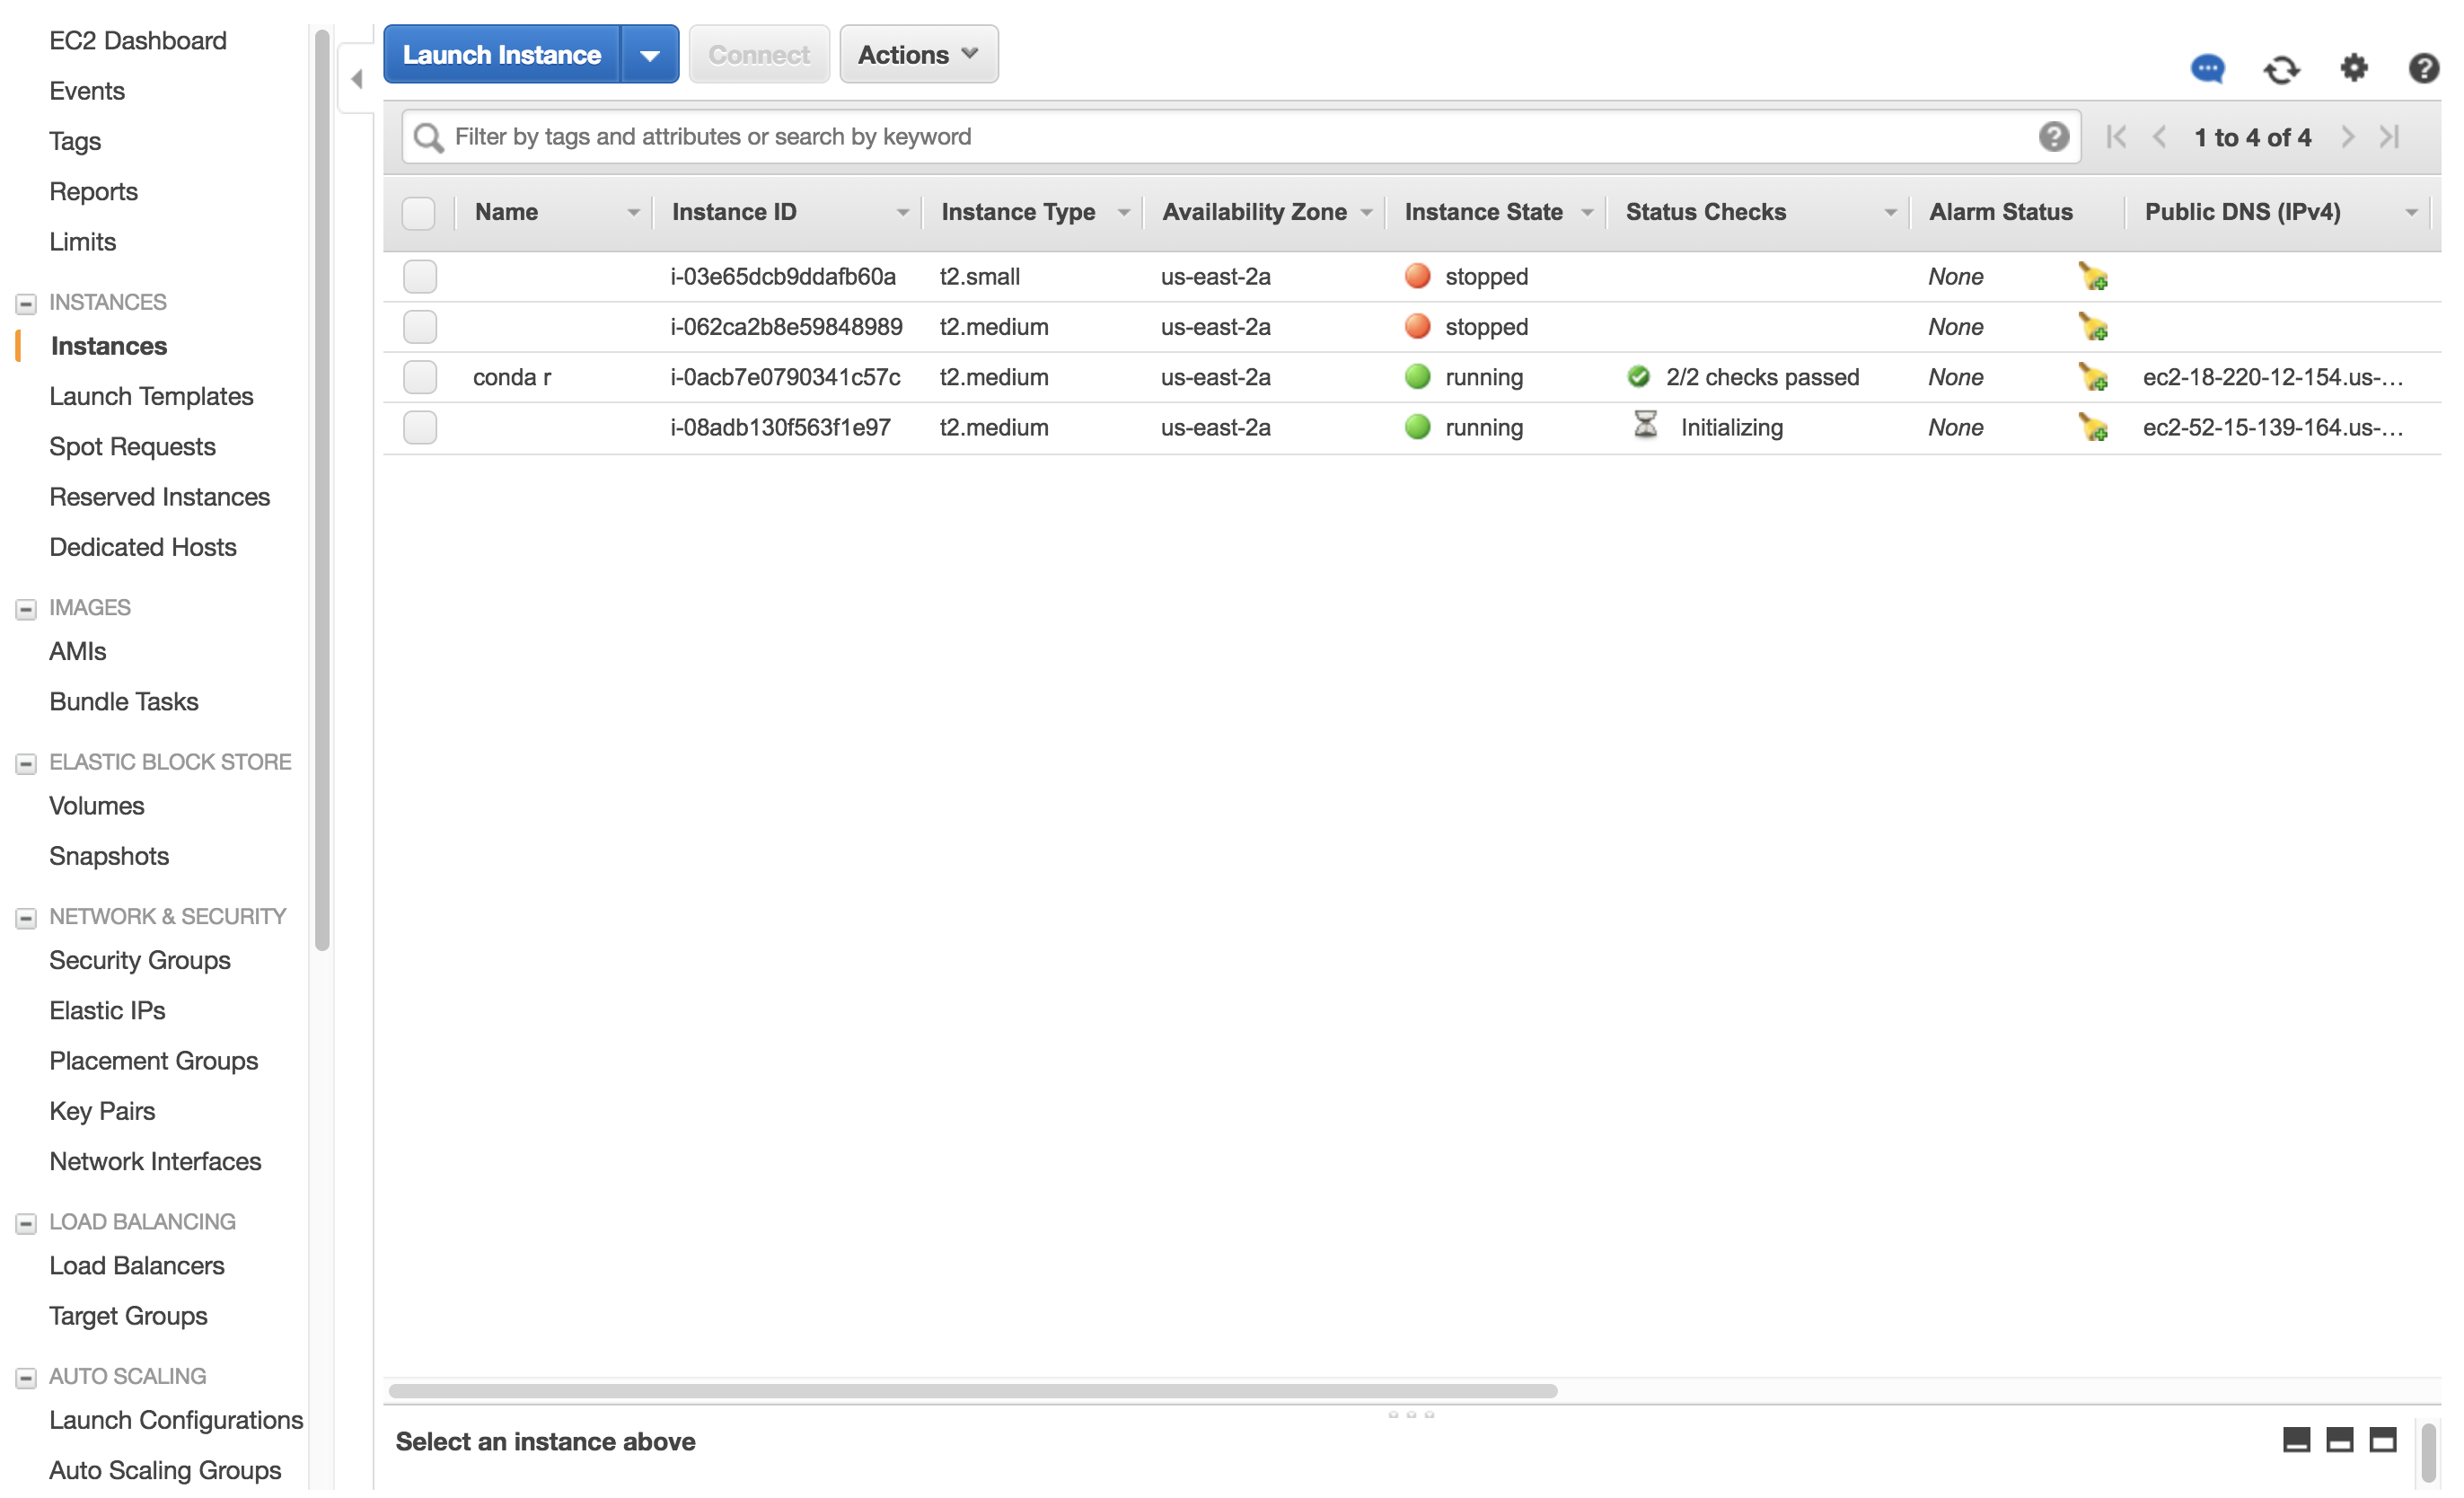 EC2 Dashboard
Events
Tags
Reports
Limits
INSTANCES
Instances
Launch Templates
Spot Requests
Reserved Instances
Dedicated Hosts
IMAGES
AMIs
Bundle Tasks
ELASTIC BLOCK STORE
Volumes
Snapshots
NETWORK & SECURITY
Security Groups
Elastic IPs
Placement Groups
Key Pairs
Network Interfaces
LOAD BALANCING
Load Balancers
Target Groups
AUTO SCALING
Launch Configurations
Auto Scaling Groups
Launch Instance Connect Actions
Filter by tags and attributes or search by keyword 1 to 4 of 4
Name Instance ID Instance Type Availability Zone Instance State Status Checks Alarm Status Public DNS (IPv4)
i-03e65dcb9ddafb60a t2.small us-east-2a stopped None
i-062ca2b8e59848989 t2.medium us-east-2a stopped None
conda r i-0acb7e0790341c57c t2.medium us-east-2a running 2/2 checks passed None ec2-18-220-12-154.us-...
i-08adb130f563f1e97 t2.medium us-east-2a running Initializing None ec2-52-15-139-164.us-...
Select an instance above